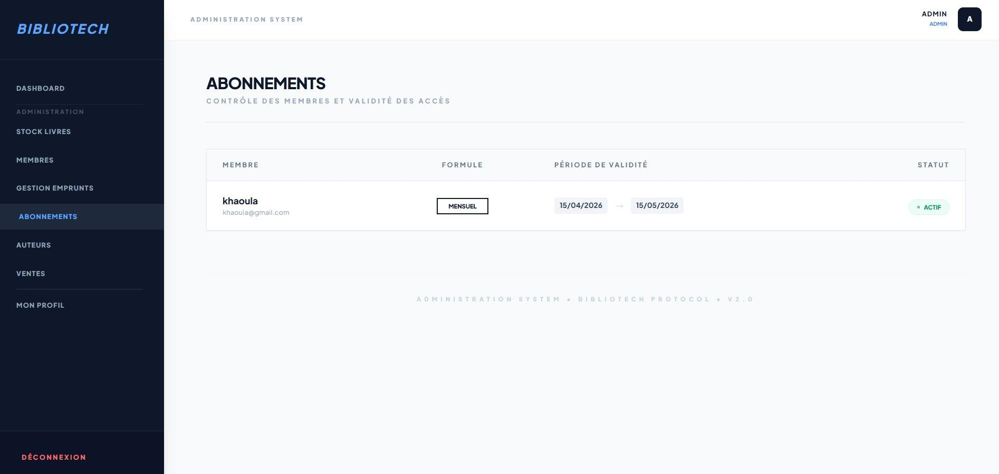 BIBLIOTECH
DASHBOARD
ADMINISTRATION
STOCK LIVRES
MEMBRES
GESTION EMPRUNTS
ABONNEMENTS
AUTEURS
VENTES
MON PROFIL
DÉCONNEXION
ADMINISTRATION SYSTEM
ADMIN
ADMIN
A
ABONNEMENTS
CONTRÔLE DES MEMBRES ET VALIDITÉ DES ACCÈS
MEMBRE FORMULE PÉRIODE DE VALIDITÉ STATUT
khaoula MENSUEL 15/04/2026 → 15/05/2026 • ACTIF
khaoula@gmail.com
ADMINISTRATION SYSTEM • BIBLIOTECH PROTOCOL • V2.0